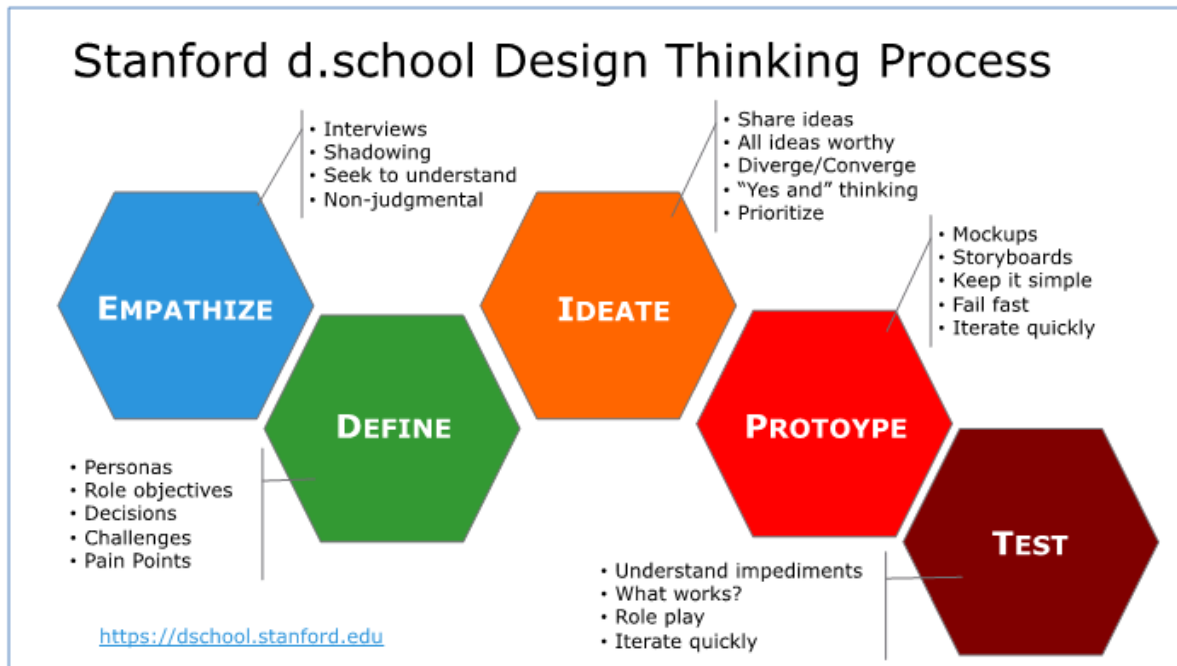 Stanford d.school Design Thinking Process
• Interviews
• Shadowing
• Seek to understand
• Non-judgmental
• Share ideas
• All ideas worthy
• Diverge/Converge
• “Yes and” thinking
• Prioritize
• Mockups
• Storyboards
• Keep it simple
• Fail fast
• Iterate quickly
EMPATHIZE
IDEATE
DEFINE
PROTOYPE
TEST
• Personas
• Role objectives
• Decisions
• Challenges
• Pain Points
• Understand impediments
• What works?
• Role play
• Iterate quickly
https://dschool.stanford.edu